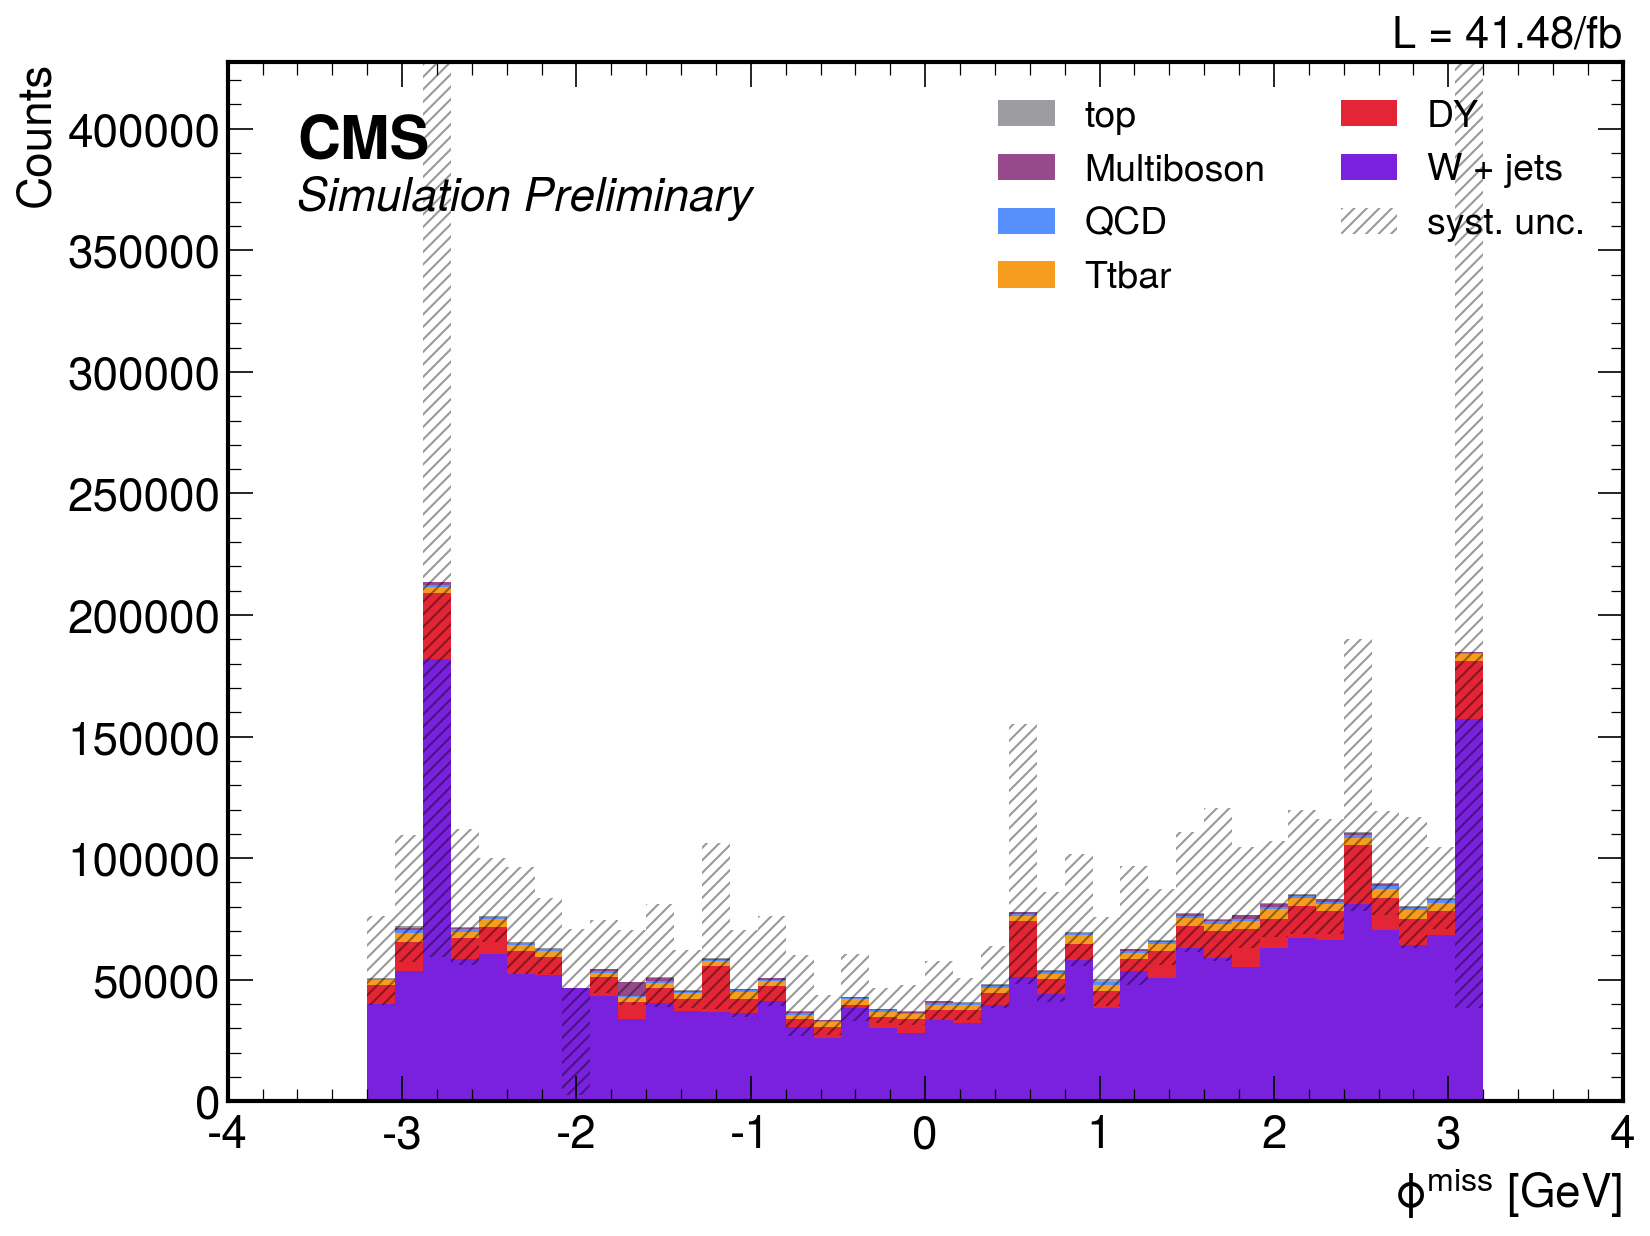 L = 41.48/fb
Counts
CMS
Simulation Preliminary
top
Multiboson
QCD
Ttbar
DY
W + jets
syst. unc.
400000
350000
300000
250000
200000
150000
100000
50000
0
-4 -3 -2 -1 0 1 2 3 4
ϕ^miss [GeV]